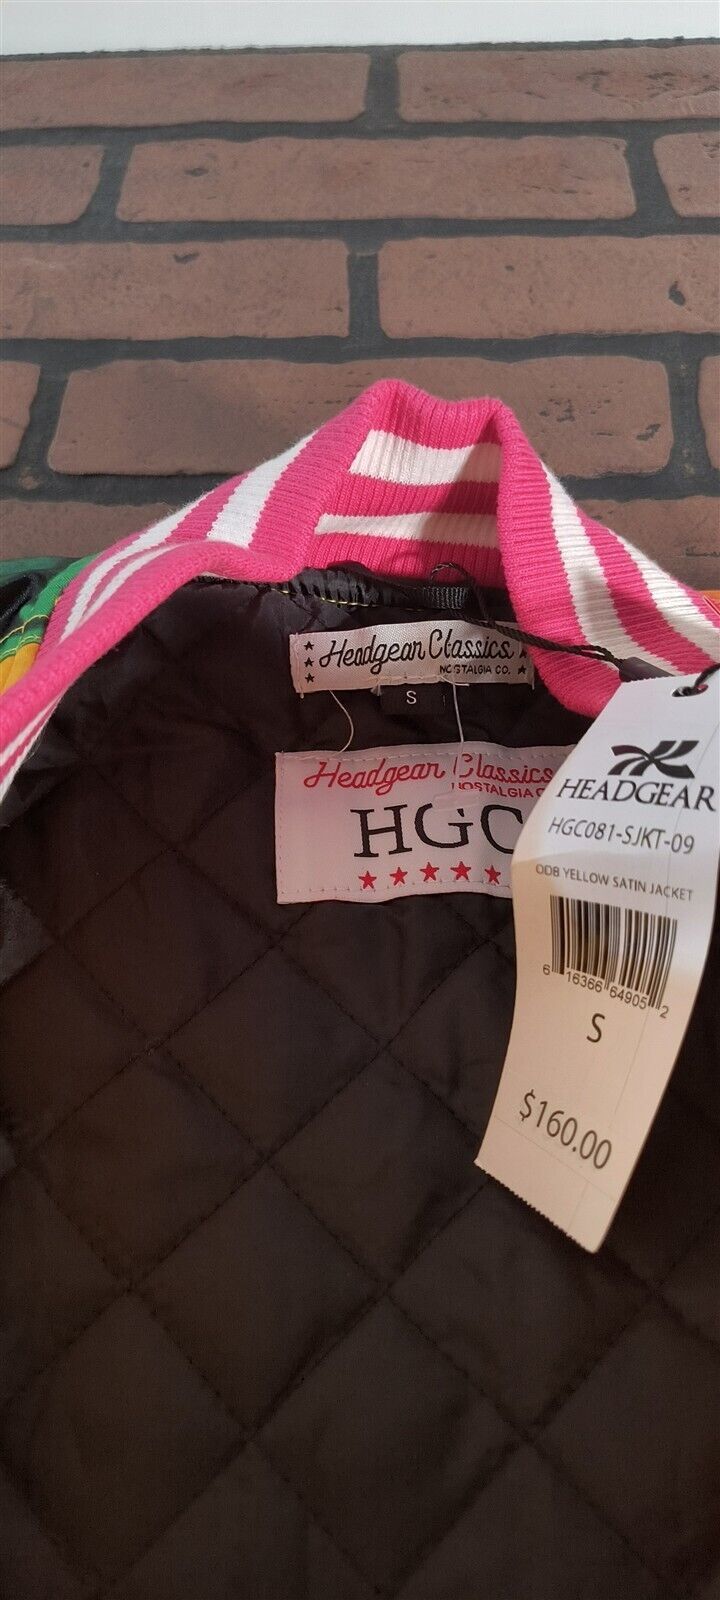 Headgear Classics
NOSTALGIA CO.
S
Headgear Classics
NOSTALGIA C
HGC
HEADGEAR
HGC081-SJKT-09
ODB YELLOW SATIN JACKET
6 16366 64905 2
S
$160.00